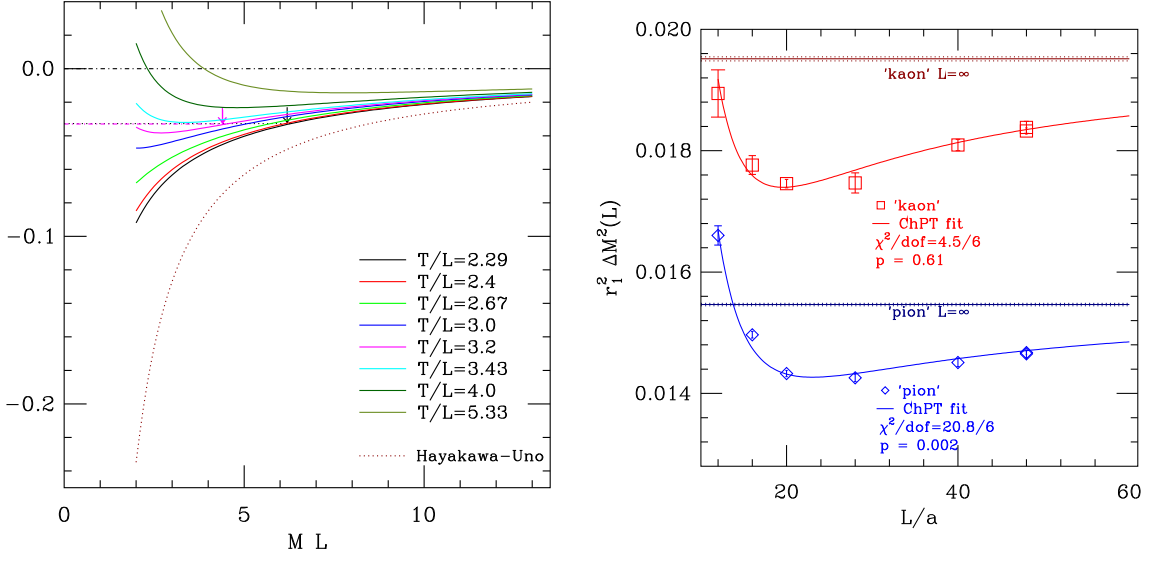 0.0
−0.1
−0.2
T/L=2.29
T/L=2.4
T/L=2.67
T/L=3.0
T/L=3.2
T/L=3.43
T/L=4.0
T/L=5.33
Hayakawa−Uno
0 5 10
M L
0.020
0.018
0.016
0.014
r₁² ΔM²(L)
'kaon' L=∞
'kaon'
ChPT fit
χ²/dof=4.5/6
p = 0.61
'pion' L=∞
'pion'
ChPT fit
χ²/dof=20.8/6
p = 0.002
20 40 60
L/a